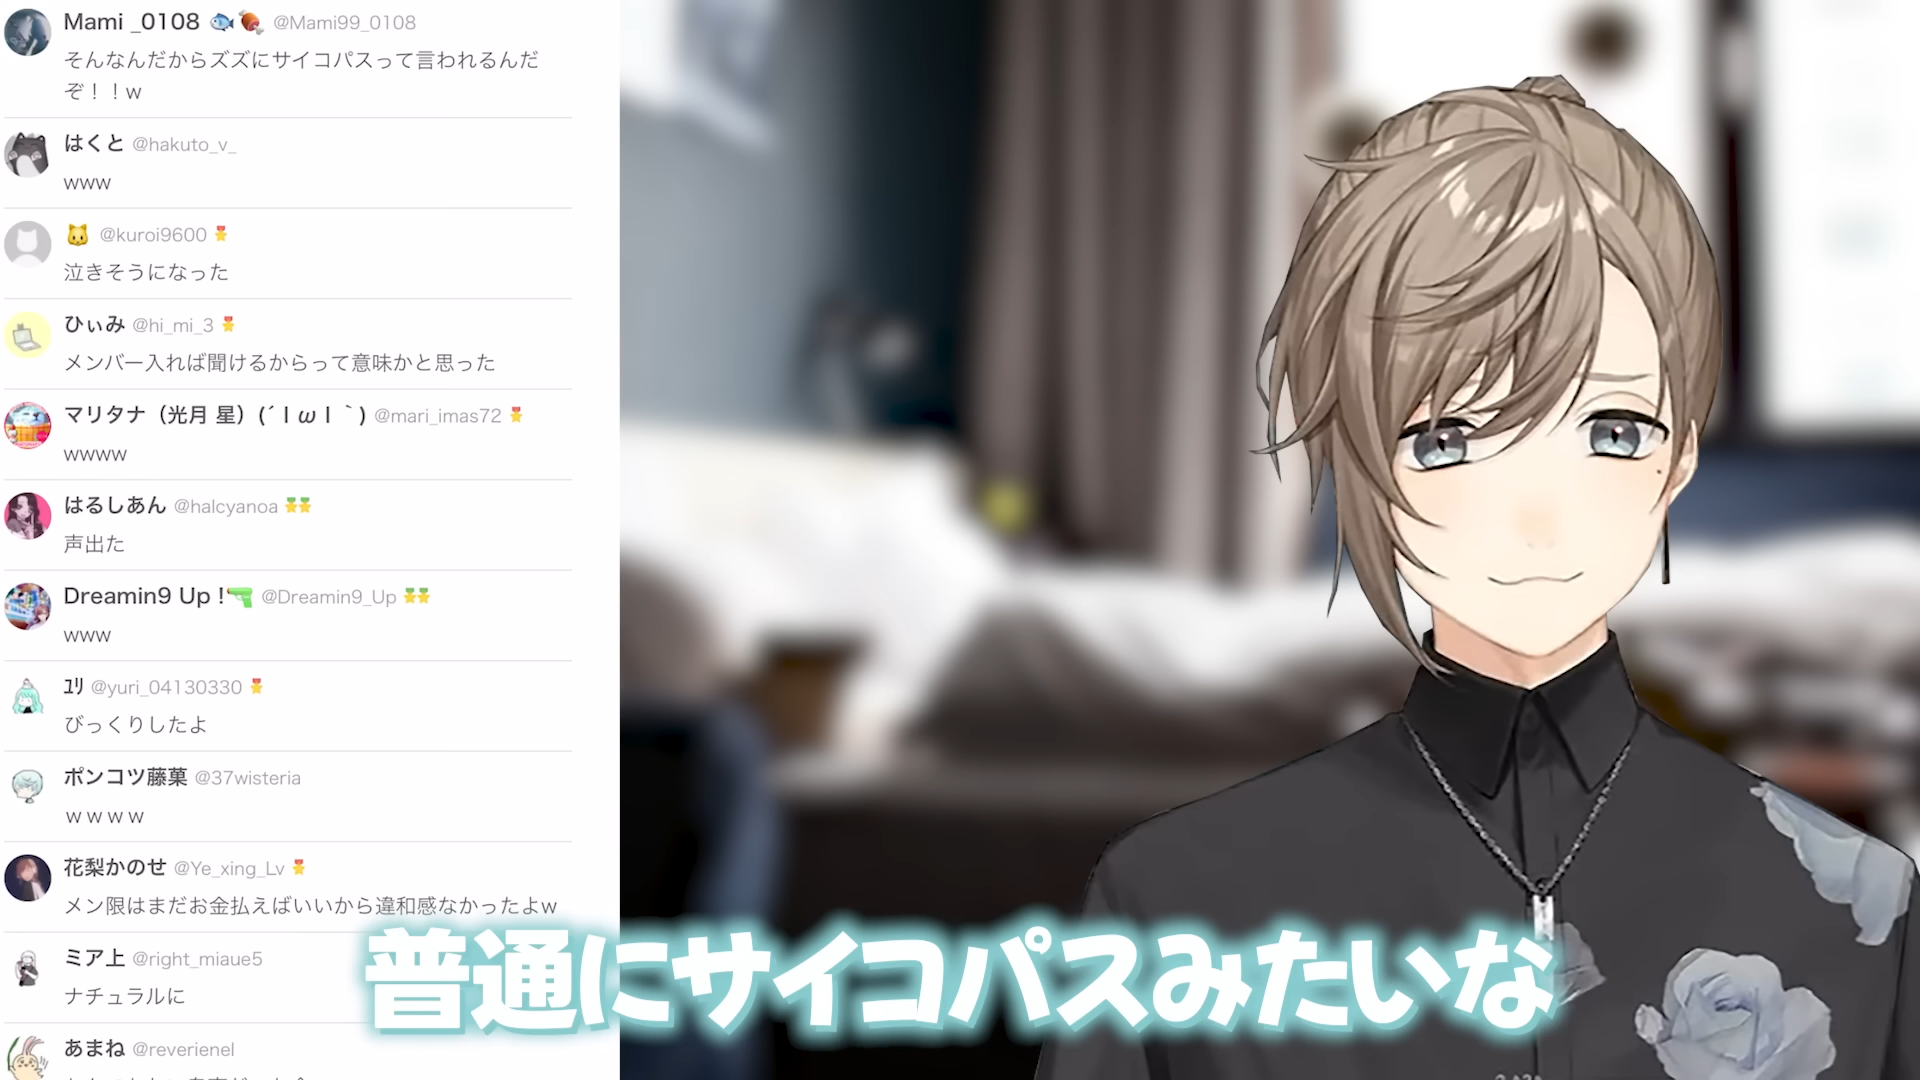 Mami _0108 🐟🍖 @Mami99_0108
そんなんだからズズにサイコパスって言われるんだ
ぞ！！w
はくと @hakuto_v_
www
🐱 @kuroi9600
泣きそうになった
ひぃみ @hi_mi_3
メンバー入れば聞けるからって意味かと思った
マリタナ（光月 星）(´ΙωΙ｀) @mari_imas72
wwww
はるしあん @halcyanoa
声出た
Dreamin9 Up !🔫 @Dreamin9_Up
www
ユリ @yuri_04130330
びっくりしたよ
ポンコツ藤菓 @37wisteria
ｗｗｗｗ
花梨かのせ @Ye_xing_Lv
メン限はまだお金払えばいいから違和感なかったよw
ミア上 @right_miaue5
ナチュラルに
あまね @reverienel
普通にサイコパスみたいな